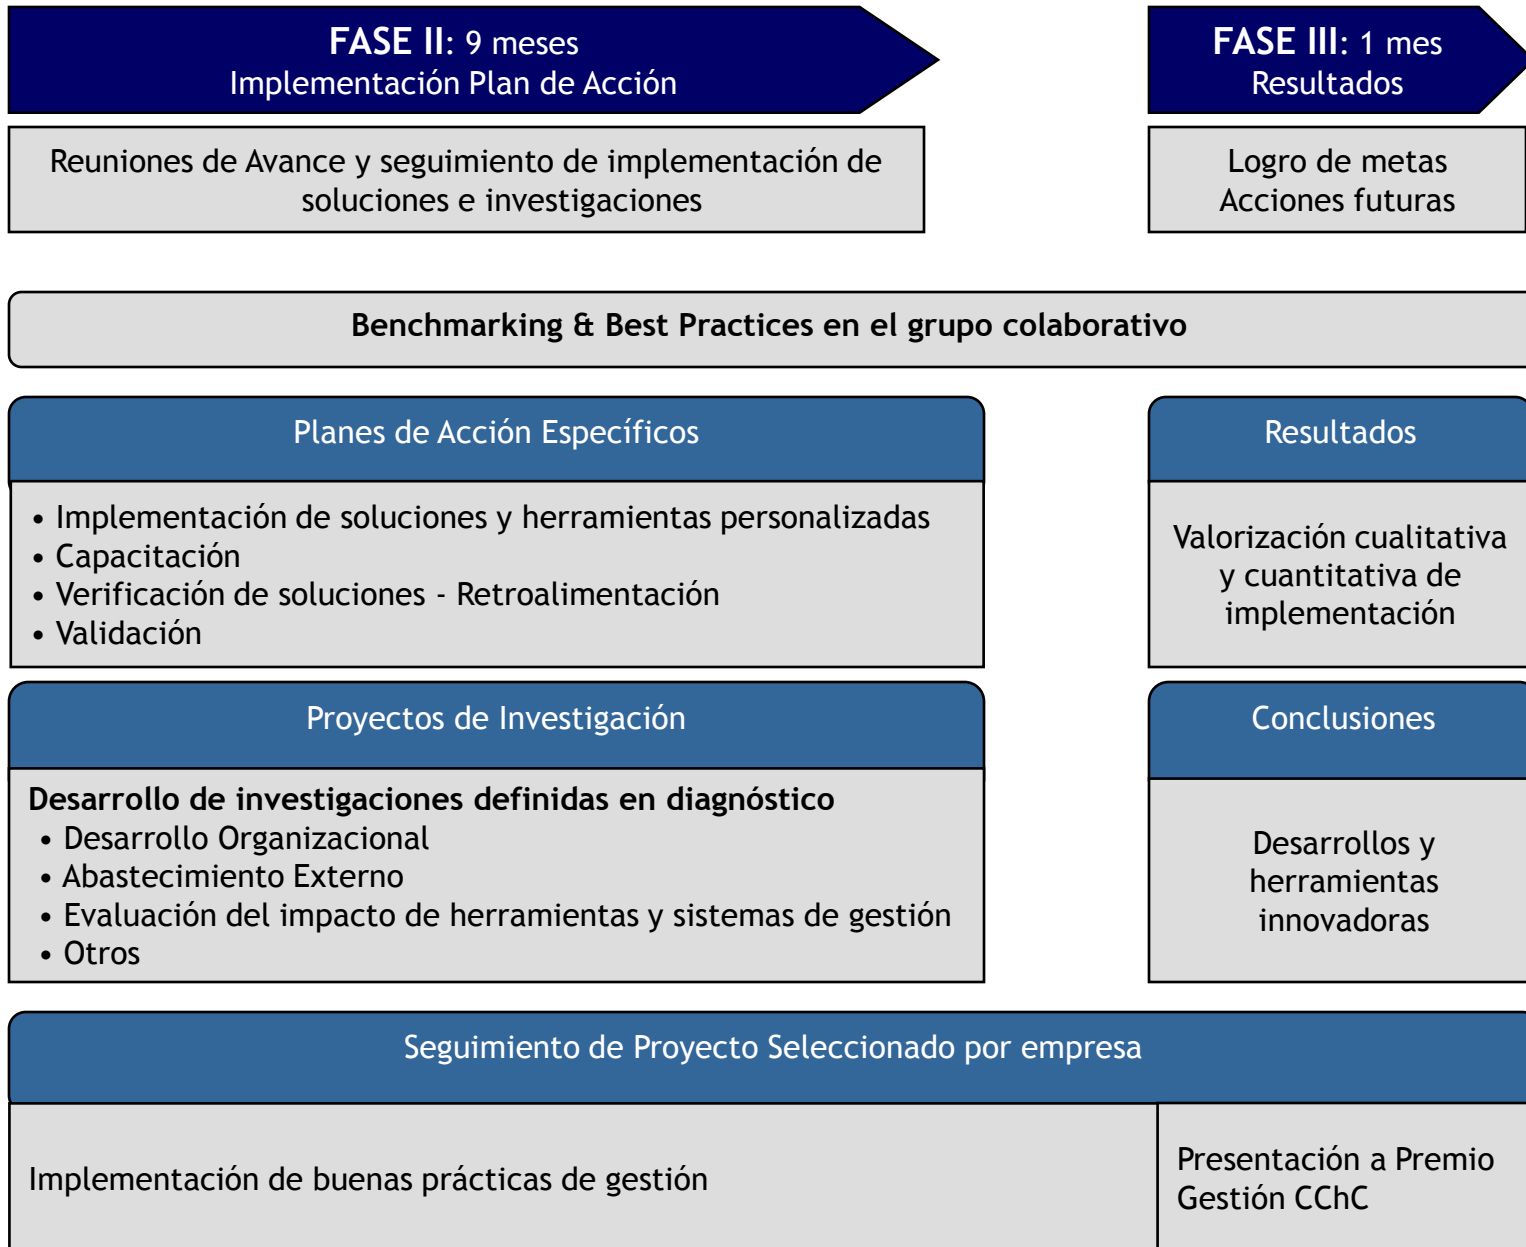 FASE II: 9 meses
Implementación Plan de Acción
FASE III: 1 mes
Resultados
Reuniones de Avance y seguimiento de implementación de
soluciones e investigaciones
Logro de metas
Acciones futuras
Benchmarking & Best Practices en el grupo colaborativo
Planes de Acción Específicos
• Implementación de soluciones y herramientas personalizadas
• Capacitación
• Verificación de soluciones - Retroalimentación
• Validación
Resultados
Valorización cualitativa
y cuantitativa de
implementación
Proyectos de Investigación
Desarrollo de investigaciones definidas en diagnóstico
• Desarrollo Organizacional
• Abastecimiento Externo
• Evaluación del impacto de herramientas y sistemas de gestión
• Otros
Conclusiones
Desarrollos y
herramientas
innovadoras
Seguimiento de Proyecto Seleccionado por empresa
Implementación de buenas prácticas de gestión
Presentación a Premio
Gestión CChC